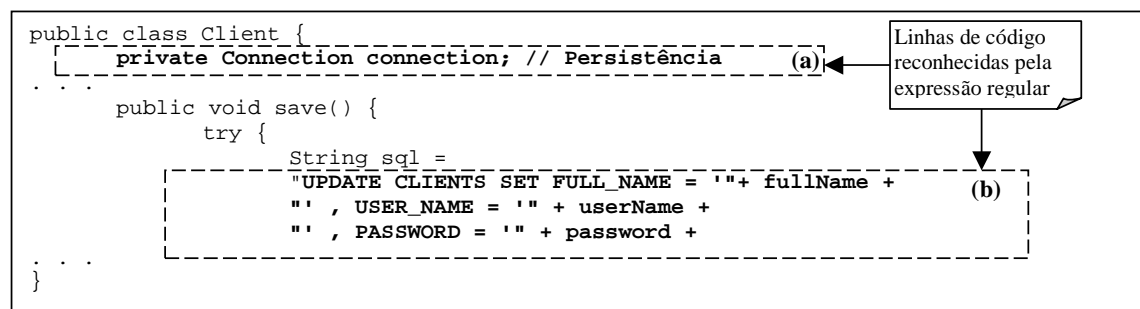 public class Client {
private Connection connection; // Persistência (a)
. . .
public void save() {
try {
String sql =
"UPDATE CLIENTS SET FULL_NAME = '"+ fullName + (b)
"' , USER_NAME = '" + userName +
"' , PASSWORD = '" + password +
. . .
}
Linhas de código
reconhecidas pela
expressão regular